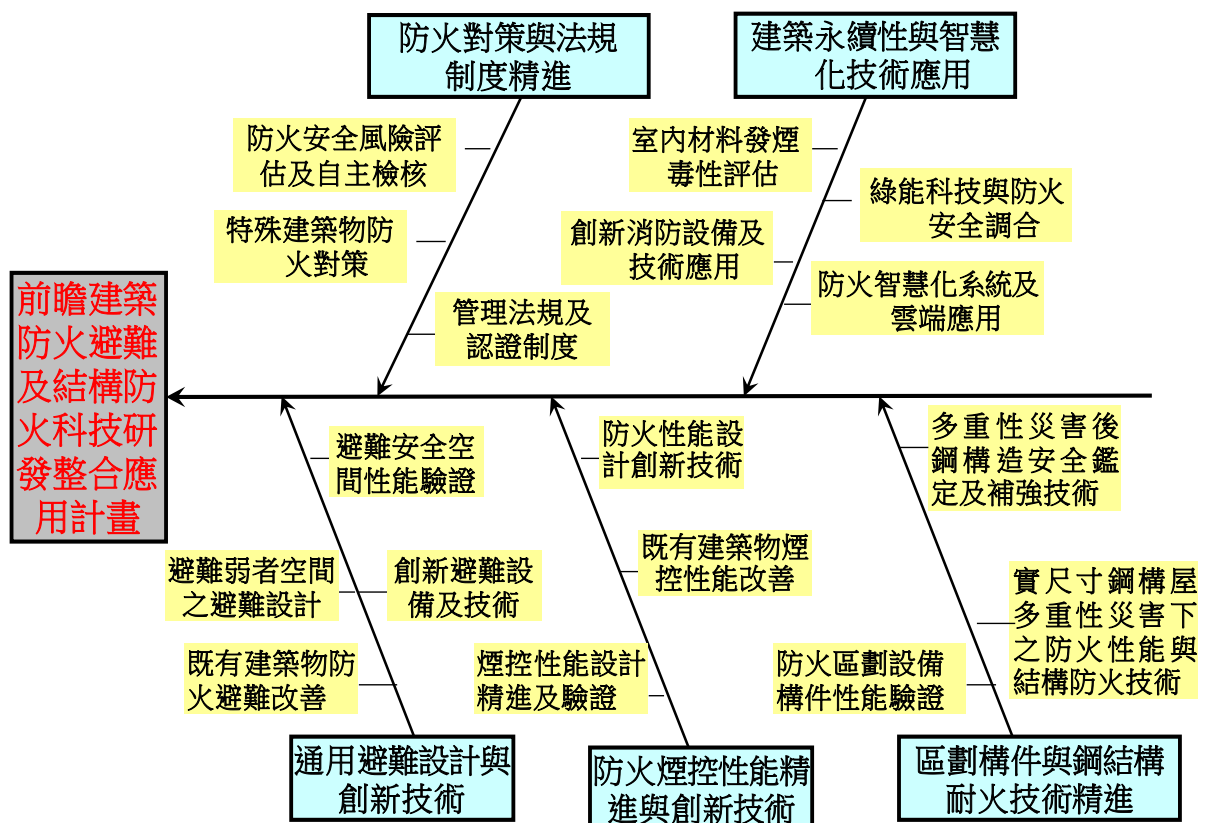 防火對策與法規
制度精進
建築永續性與智慧
化技術應用
防火安全風險評
估及自主檢核
特殊建築物防
火對策
管理法規及
認證制度
室內材料發煙
毒性評估
綠能科技與防火
安全調合
創新消防設備及
技術應用
防火智慧化系統及
雲端應用
前瞻建築
防火避難
及結構防
火科技研
發整合應
用計畫
避難安全空
間性能驗證
避難弱者空間
之避難設計
創新避難設
備及技術
既有建築物防
火避難改善
通用避難設計與
創新技術
防火性能設
計創新技術
既有建築物煙
控性能改善
煙控性能設計
精進及驗證
防火煙控性能精
進與創新技術
多重性災害後
鋼構造安全鑑
定及補強技術
實尺寸鋼構屋
多重性災害下
之防火性能與
結構防火技術
防火區劃設備
構件性能驗證
區劃構件與鋼結構
耐火技術精進